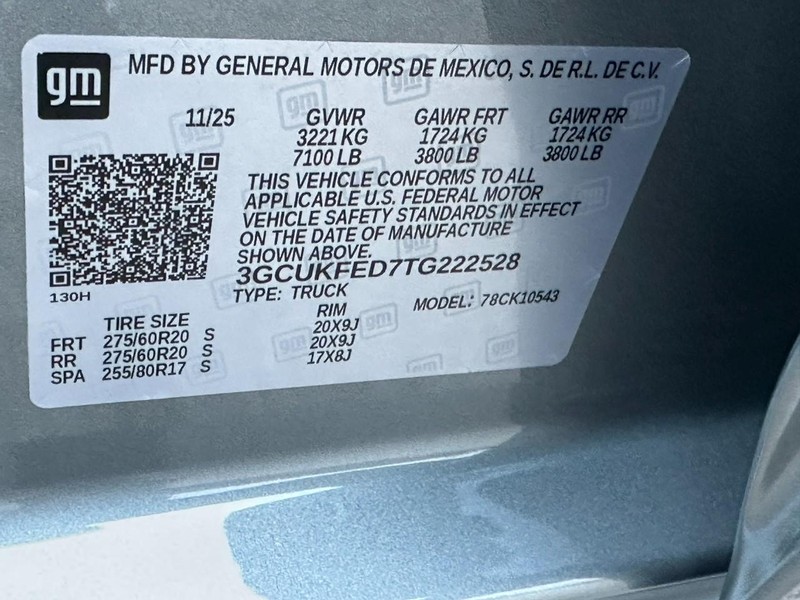 gm
MFD BY GENERAL MOTORS DE MEXICO, S. DE R.L. DE C.V.
11/25 GVWR GAWR FRT GAWR RR
3221 KG 1724 KG 1724 KG
7100 LB 3800 LB 3800 LB
THIS VEHICLE CONFORMS TO ALL
APPLICABLE U.S. FEDERAL MOTOR
VEHICLE SAFETY STANDARDS IN EFFECT
ON THE DATE OF MANUFACTURE
SHOWN ABOVE.
3GCUKFED7TG222528
130H
TYPE: TRUCK MODEL: 78CK10543
TIRE SIZE RIM
FRT 275/60R20 S 20X9J
RR 275/60R20 S 20X9J
SPA 255/80R17 S 17X8J